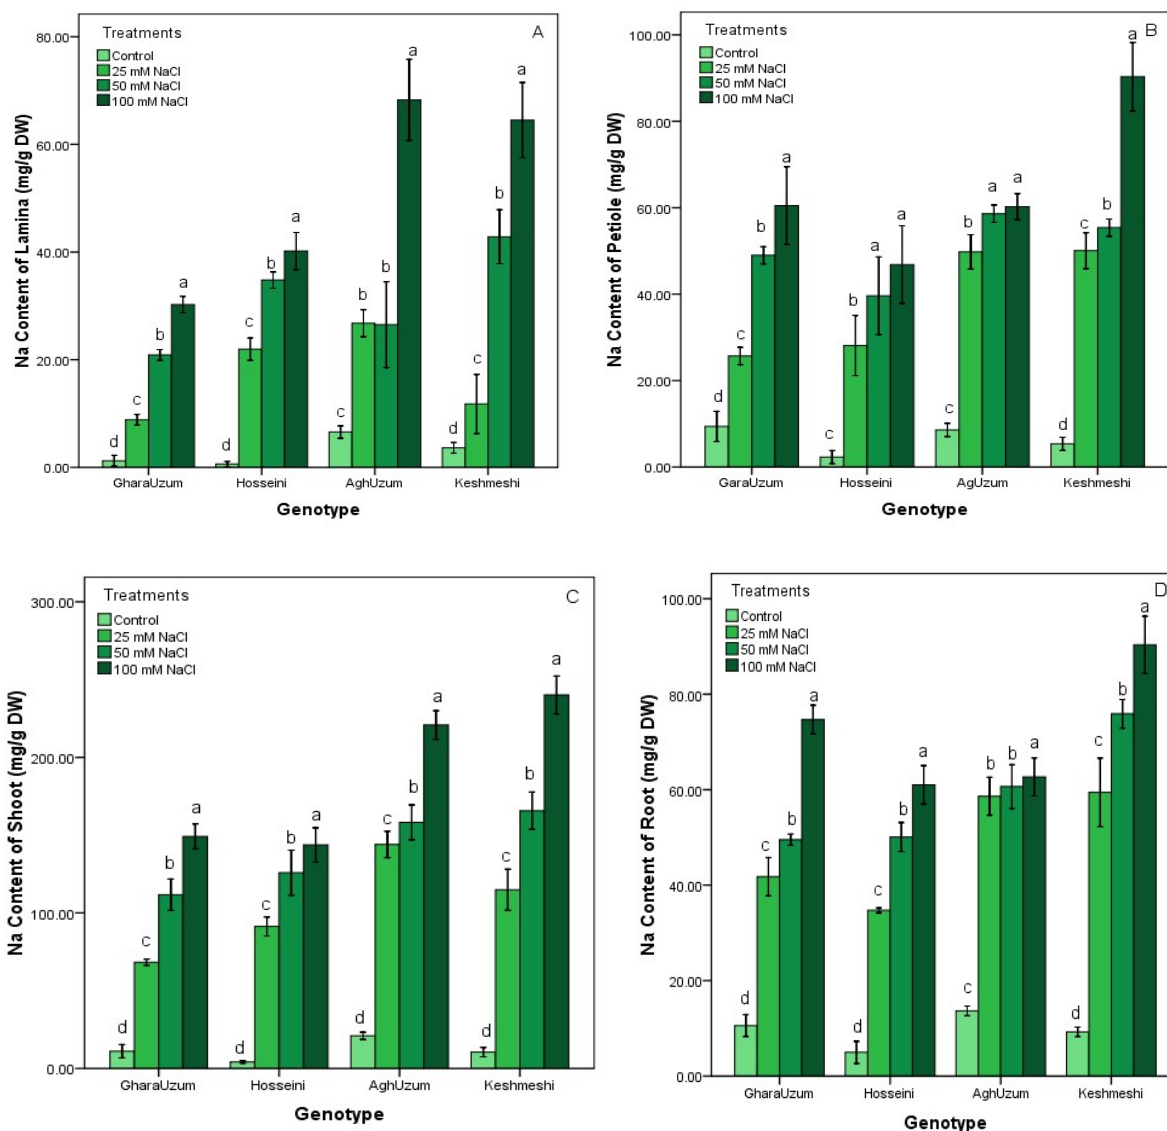 Treatments
Control
25 mM NaCl
50 mM NaCl
100 mM NaCl
A
80.00
60.00
40.00
20.00
0.00
Na Content of Lamina (mg/g DW)
d c b a
d c b a
b b a
d c b a
GharaUzum Hosseini AghUzum Keshmeshi
Genotype
Treatments
Control
25 mM NaCl
50 mM NaCl
100 mM NaCl
B
100.00
80.00
60.00
40.00
20.00
0.00
Na Content of Petiole (mg/g DW)
d c b a
c b a a
c b a a
d c b a
GaraUzum Hosseini AgUzum Keshmeshi
Genotype
Treatments
Control
25 mM NaCl
50 mM NaCl
100 mM NaCl
C
300.00
200.00
100.00
0.00
Na Content of Shoot (mg/g DW)
d c b a
d c b a
d c b a
d c b a
GharaUzum Hosseini AghUzum Keshmeshi
Genotype
Treatments
Control
25 mM NaCl
50 mM NaCl
100 mM NaCl
D
100.00
80.00
60.00
40.00
20.00
0.00
Na Content of Root (mg/g DW)
d c b a
d c b a
c b b a
d c b a
GharaUzum Hosseini AghUzum Keshmeshi
Genotype